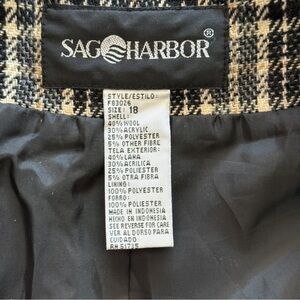 SAG HARBOR®
STYLE/ESTILO:
F83026
SIZE: 18
SHELL:
40% WOOL
30% ACRYLIC
25% POLYESTER
5% OTHER FIBRE
TELA EXTERIOR:
40% LANA
30% ACRILICA
25% POLIESTER
5% OTRA FIBRA
LINING:
100% POLYESTER
FORRO:
100% POLIESTER
MADE IN INDONESIA
HECHO EN INDONESIA
SEE REVERSE FOR CARE
VER AL DORSO PARA
CUIDADO
RN 51735